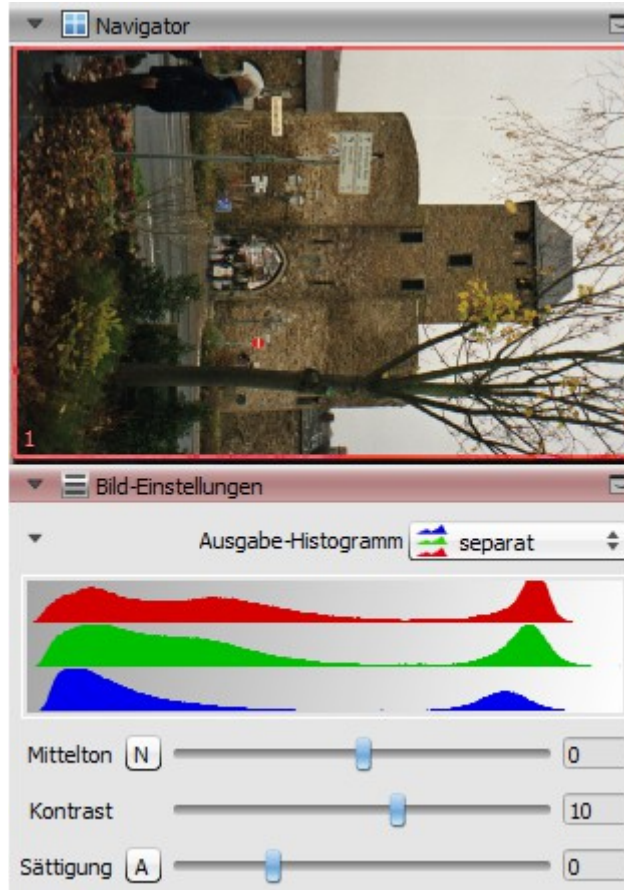 Navigator
1
Bild-Einstellungen
Ausgabe-Histogramm separat
Mittelton N 0
Kontrast 10
Sättigung A 0